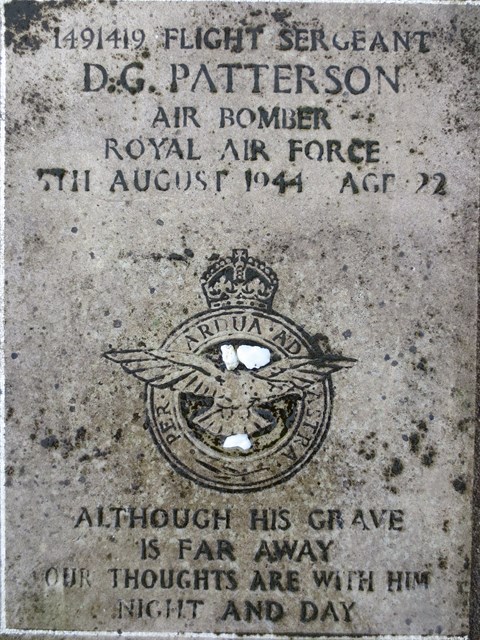 1491419 FLIGHT SERGEANT
D.G. PATTERSON
AIR BOMBER
ROYAL AIR FORCE
7TH AUGUST 1944 AGE 22
PER · ARDUA · AD · ASTRA
ALTHOUGH HIS GRAVE
IS FAR AWAY
OUR THOUGHTS ARE WITH HIM
NIGHT AND DAY